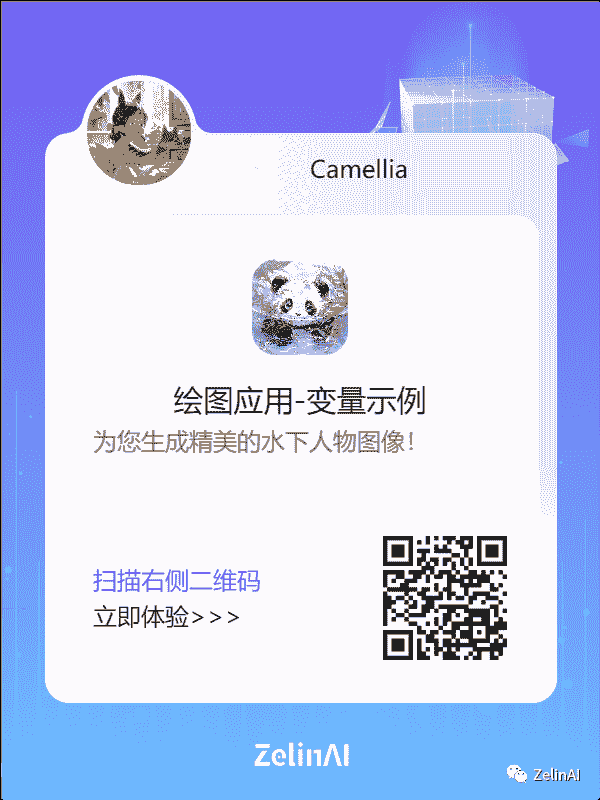 Camellia
绘图应用-变量示例
为您生成精美的水下人物图像!
扫描右侧二维码
立即体验>>>
ZelinAI
ZelinAI